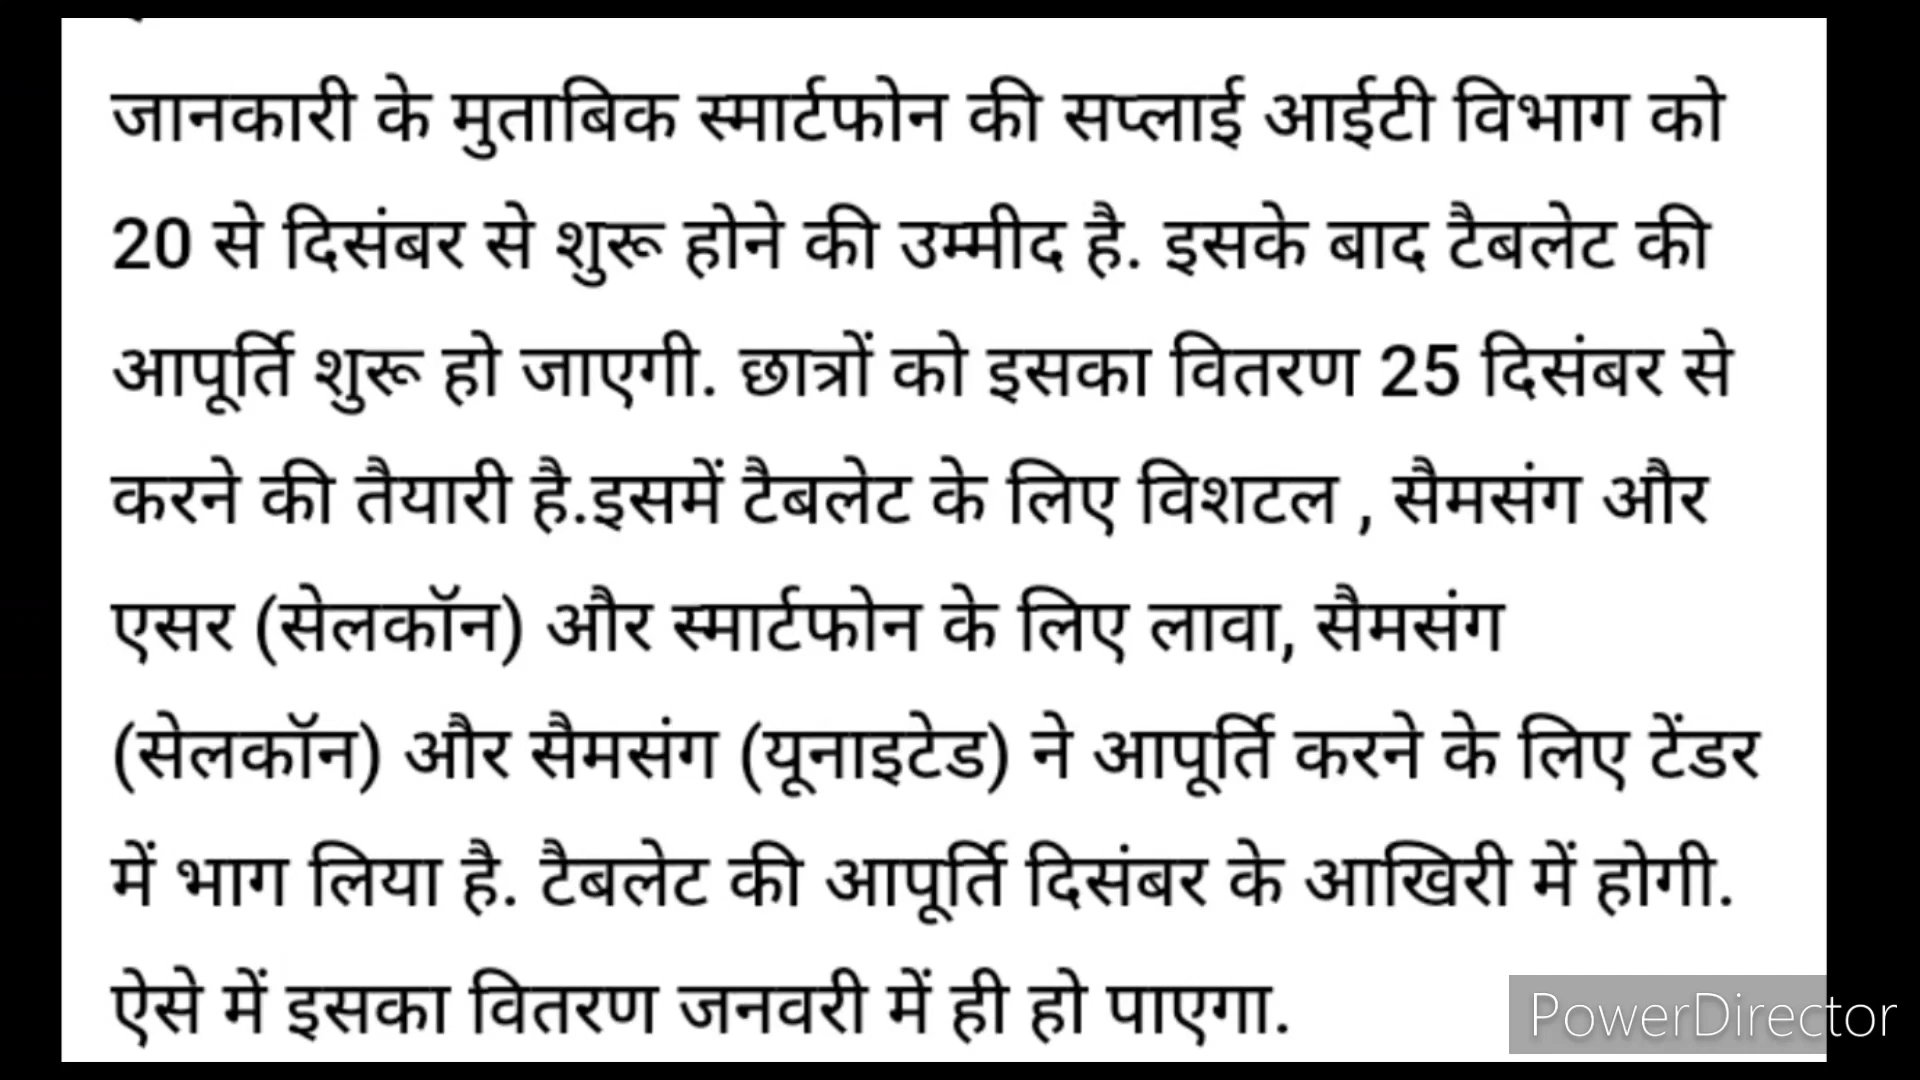 जानकारी के मुताबिक स्मार्टफोन की सप्लाई आईटी विभाग को
20 से दिसंबर से शुरू होने की उम्मीद है. इसके बाद टैबलेट की
आपूर्ति शुरू हो जाएगी. छात्रों को इसका वितरण 25 दिसंबर से
करने की तैयारी है.इसमें टैबलेट के लिए विशटल , सैमसंग और
एसर (सेलकॉन) और स्मार्टफोन के लिए लावा, सैमसंग
(सेलकॉन) और सैमसंग (यूनाइटेड) ने आपूर्ति करने के लिए टेंडर
में भाग लिया है. टैबलेट की आपूर्ति दिसंबर के आखिरी में होगी.
ऐसे में इसका वितरण जनवरी में ही हो पाएगा.
PowerDirector